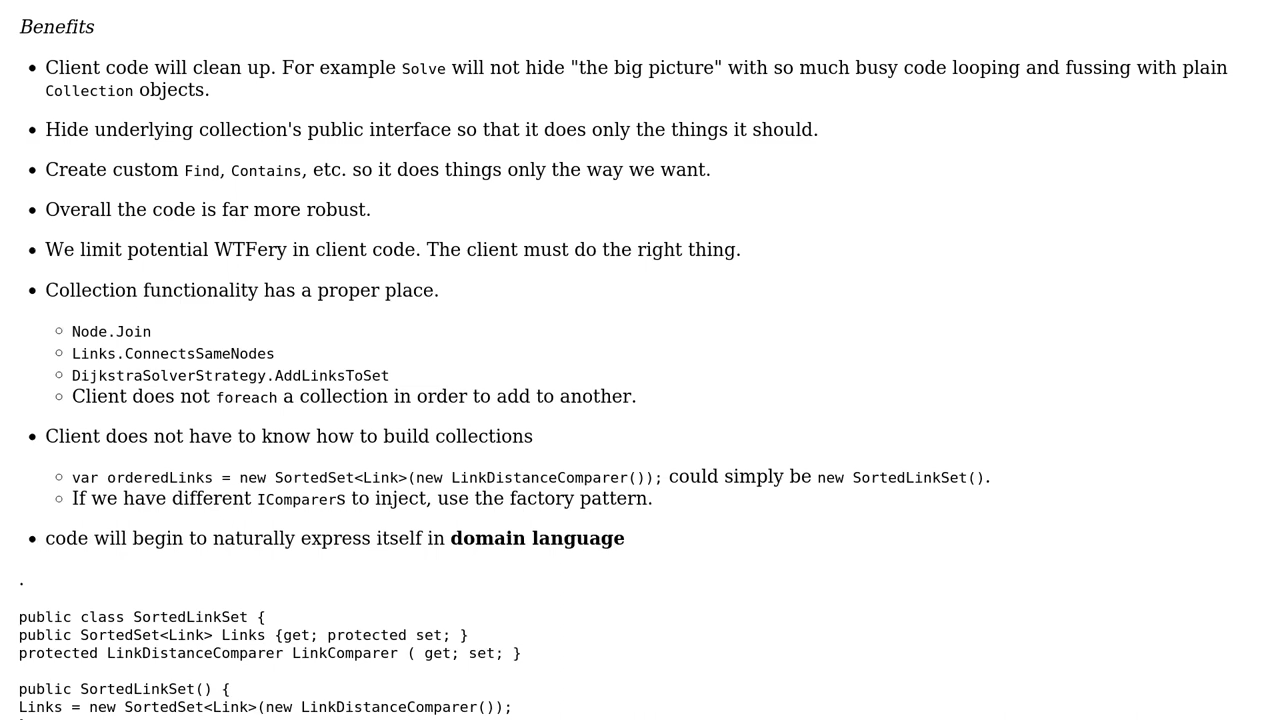 Benefits
• Client code will clean up. For example Solve will not hide "the big picture" with so much busy code looping and fussing with plain
Collection objects.
• Hide underlying collection's public interface so that it does only the things it should.
• Create custom Find, Contains, etc. so it does things only the way we want.
• Overall the code is far more robust.
• We limit potential WTFery in client code. The client must do the right thing.
• Collection functionality has a proper place.
◦ Node.Join
◦ Links.ConnectsSameNodes
◦ DijkstraSolverStrategy.AddLinksToSet
◦ Client does not foreach a collection in order to add to another.
• Client does not have to know how to build collections
◦ var orderedLinks = new SortedSet<Link>(new LinkDistanceComparer()); could simply be new SortedLinkSet().
◦ If we have different IComparers to inject, use the factory pattern.
• code will begin to naturally express itself in domain language
.
public class SortedLinkSet {
public SortedSet<Link> Links {get; protected set; }
protected LinkDistanceComparer LinkComparer ( get; set; }
public SortedLinkSet() {
Links = new SortedSet<Link>(new LinkDistanceComparer());